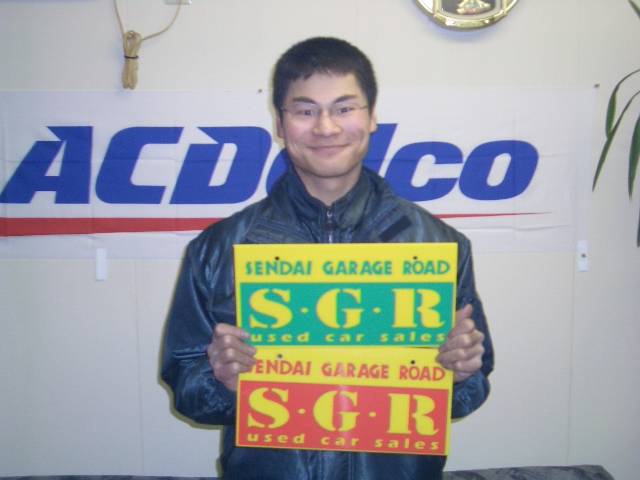 ACDelco
SENDAI GARAGE ROAD
S·G·R
used car sales
SENDAI GARAGE ROAD
S·G·R
used car sales